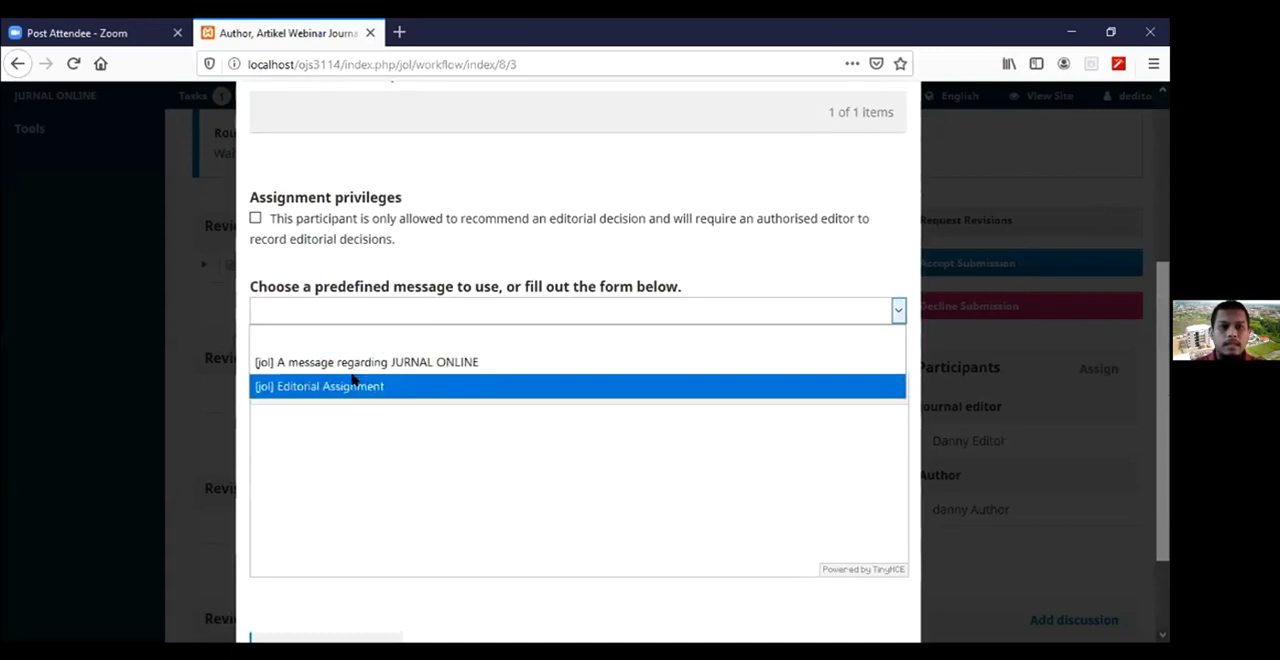 Post Attendee - Zoom
Author, Artikel Webinar Journa
localhost/ojs3114/index.php/jol/workflow/index/8/3
JURNAL ONLINE
Tasks 1
English
View Site
dedito
Tools
1 of 1 items
Assignment privileges
This participant is only allowed to recommend an editorial decision and will require an authorised editor to
record editorial decisions.
Request Revisions
Accept Submission
Choose a predefined message to use, or fill out the form below.
Decline Submission
[jol] A message regarding JURNAL ONLINE
[jol] Editorial Assignment
Participants
Assign
Journal editor
Danny Editor
Author
danny Author
Powered by TinyMCE
Add discussion